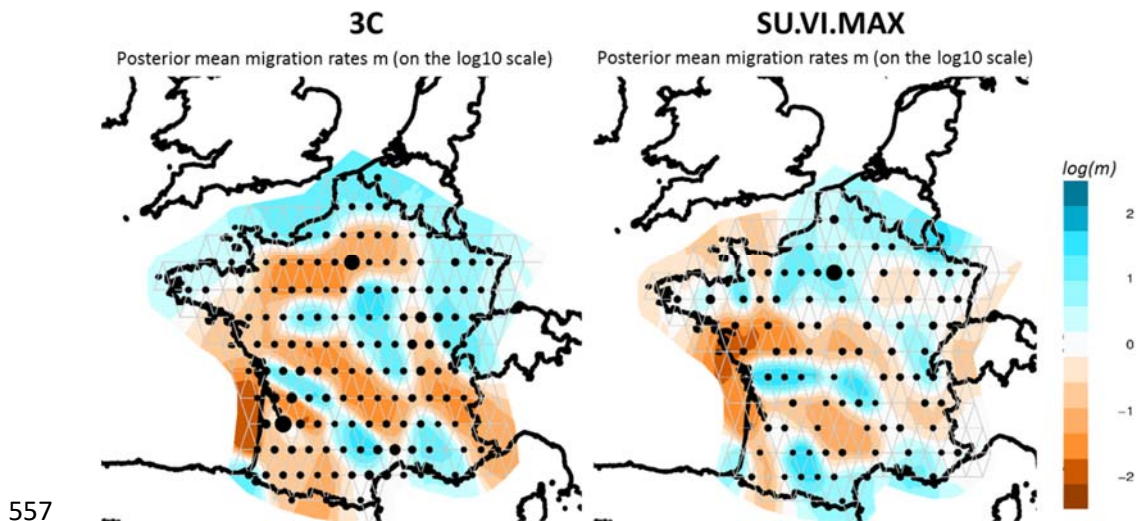 3C
SU.VI.MAX
Posterior mean migration rates m (on the log10 scale)
Posterior mean migration rates m (on the log10 scale)
log(m)
2
1
0
−1
−2
557